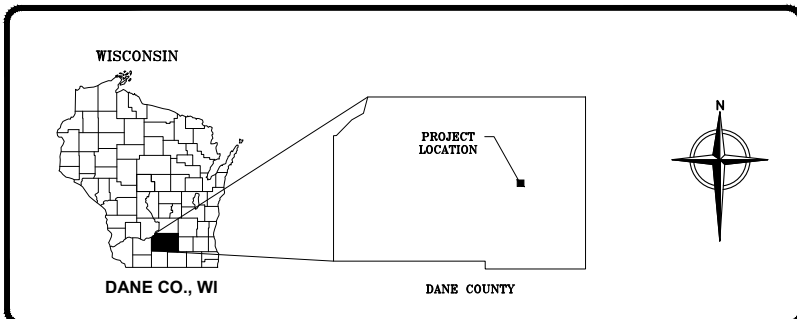 WISCONSIN
PROJECT
LOCATION
N
DANE CO., WI
DANE COUNTY